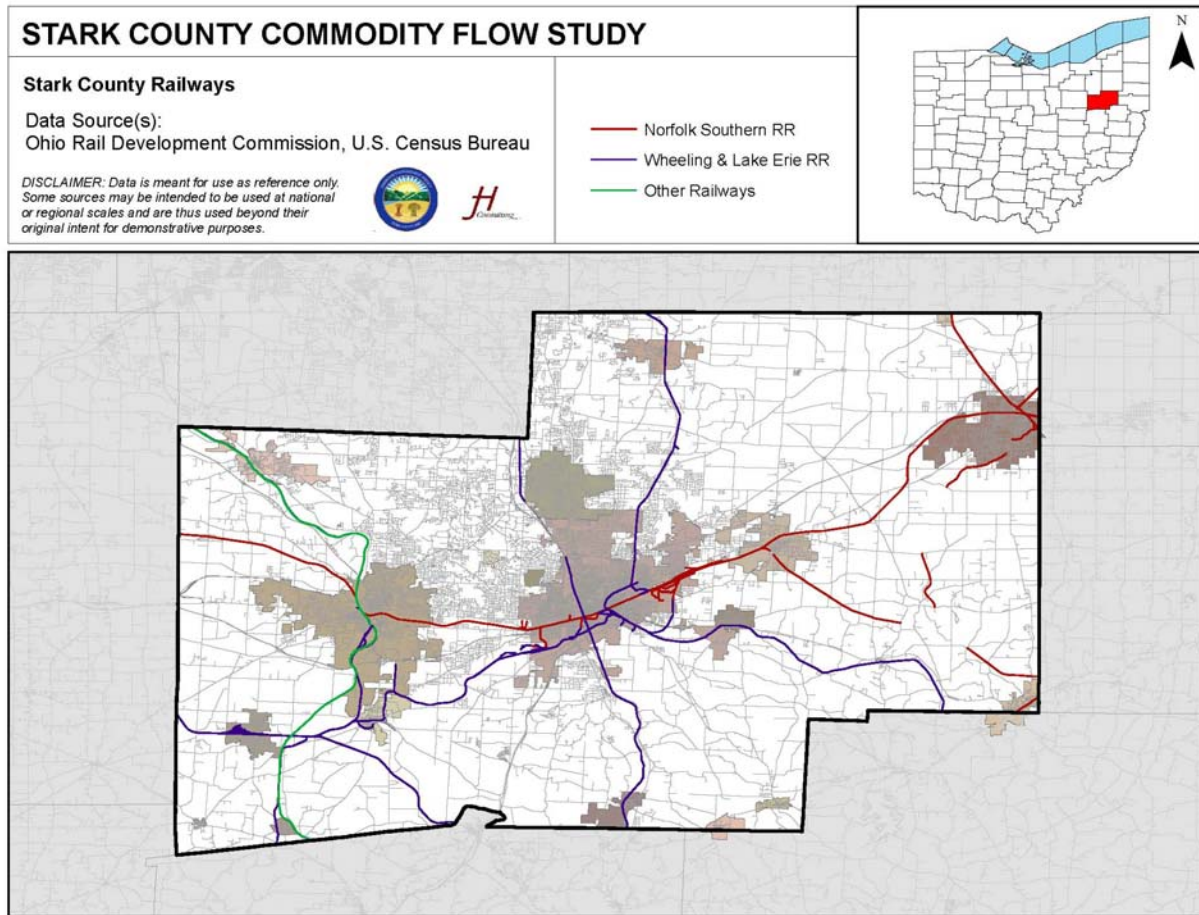 STARK COUNTY COMMODITY FLOW STUDY
Stark County Railways
Data Source(s):
Ohio Rail Development Commission, U.S. Census Bureau
DISCLAIMER: Data is meant for use as reference only.
Some sources may be intended to be used at national
or regional scales and are thus used beyond their
original intent for demonstrative purposes.
JH
Consulting
Norfolk Southern RR
Wheeling & Lake Erie RR
Other Railways
N